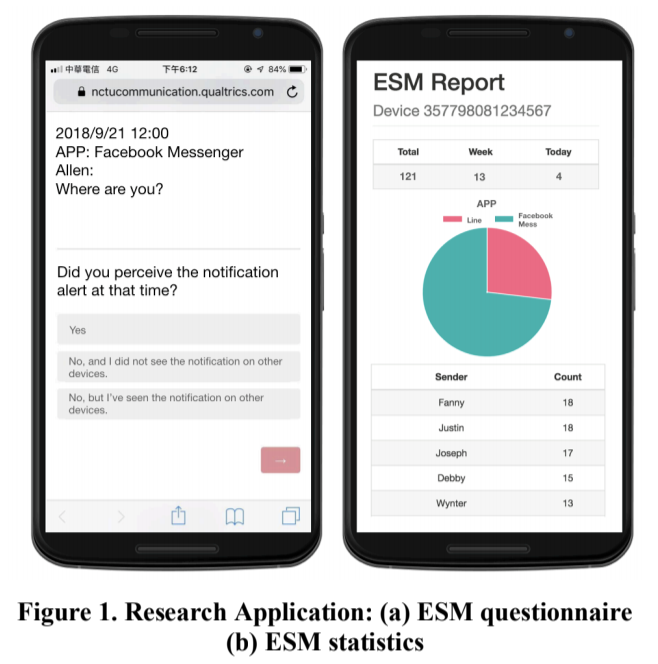 中華電信 4G 下午6:12 84%
nctucommunication.qualtrics.com
2018/9/21 12:00
APP: Facebook Messenger
Allen:
Where are you?
Did you perceive the notification
alert at that time?
Yes
No, and I did not see the notification on other
devices.
No, but I've seen the notification on other
devices.
→
ESM Report
Device 357798081234567
Total Week Today
121 13 4
APP
Line Facebook
Mess
Sender Count
Fanny 18
Justin 18
Joseph 17
Debby 15
Wynter 13
Figure 1. Research Application: (a) ESM questionnaire
(b) ESM statistics